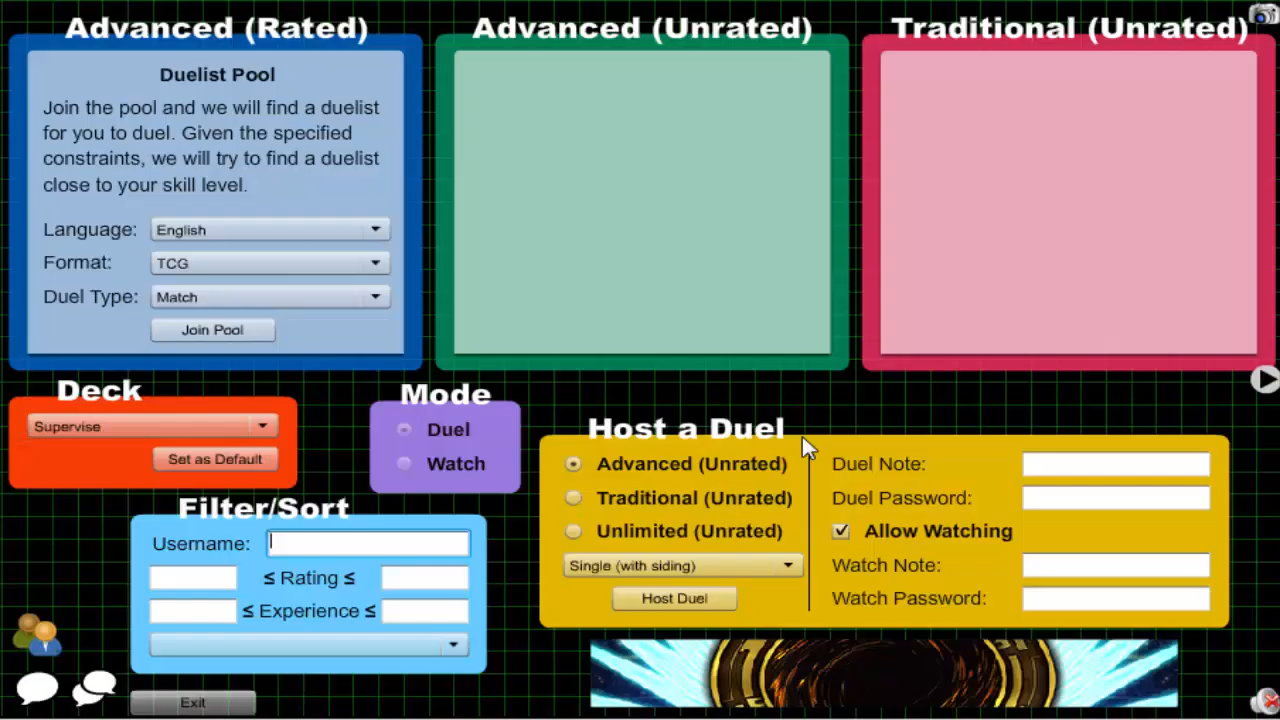 Advanced (Rated)
Duelist Pool
Join the pool and we will find a duelist
for you to duel. Given the specified
constraints, we will try to find a duelist
close to your skill level.
Language: English
Format: TCG
Duel Type: Match
Join Pool
Advanced (Unrated)
Traditional (Unrated)
Deck
Supervise
Set as Default
Mode
Duel
Watch
Filter/Sort
Username:
≤ Rating ≤
≤ Experience ≤
Exit
Host a Duel
Advanced (Unrated)
Traditional (Unrated)
Unlimited (Unrated)
Single (with siding)
Host Duel
Duel Note:
Duel Password:
Allow Watching
Watch Note:
Watch Password: